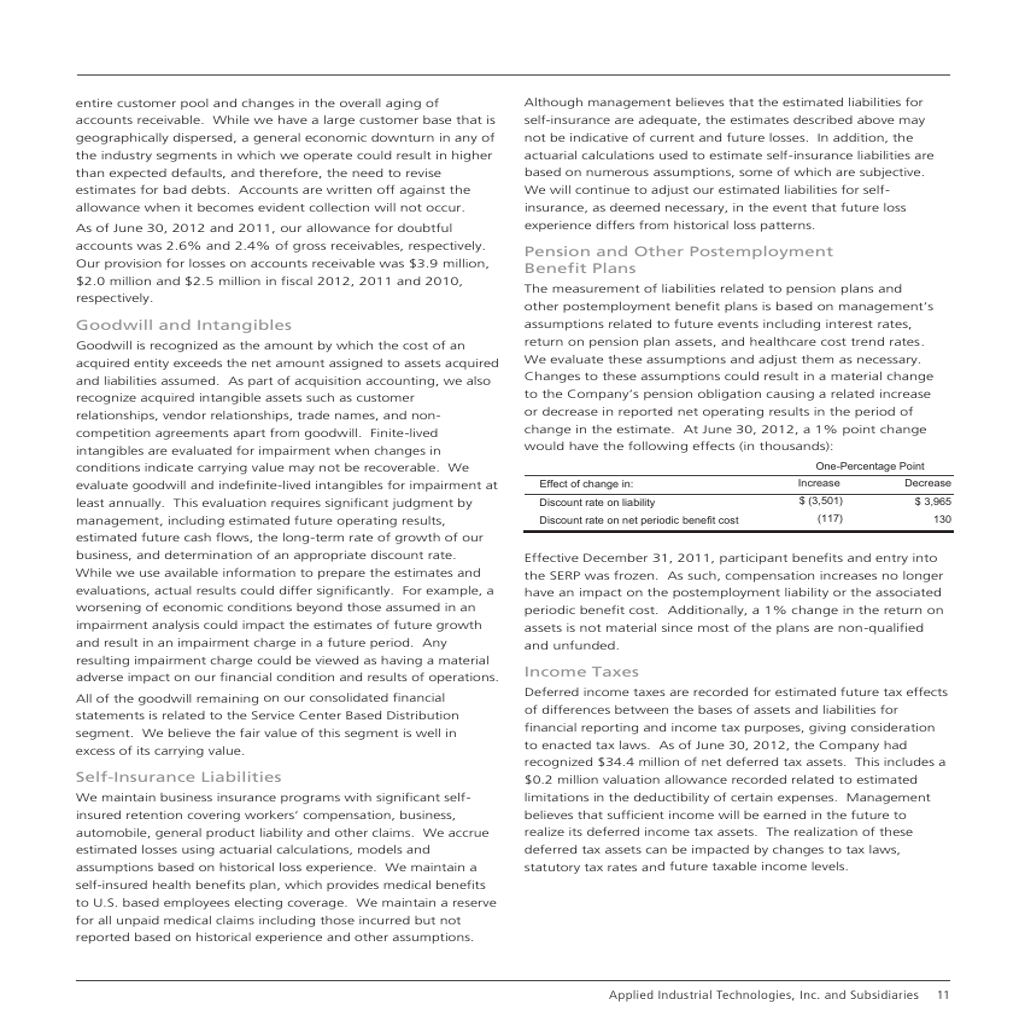 entire customer pool and changes in the overall aging of
accounts receivable.  While we have a large customer base that is
geographically dispersed, a general economic downturn in any of
the industry segments in which we operate could result in higher
than expected defaults, and therefore, the need to revise
estimates for bad debts.  Accounts are written off against the
allowance when it becomes evident collection will not occur.
As of June 30, 2012 and 2011, our allowance for doubtful
accounts was 2.6% and 2.4% of gross receivables, respectively.
Our provision for losses on accounts receivable was $3.9 million,
$2.0 million and $2.5 million in fiscal 2012, 2011 and 2010,
respectively.
Goodwill and Intangibles
Goodwill is recognized as the amount by which the cost of an
acquired entity exceeds the net amount assigned to assets acquired
and liabilities assumed.  As part of acquisition accounting, we also
recognize acquired intangible assets such as customer
relationships, vendor relationships, trade names, and non-
competition agreements apart from goodwill.  Finite-lived
intangibles are evaluated for impairment when changes in
conditions indicate carrying value may not be recoverable.  We
evaluate goodwill and indefinite-lived intangibles for impairment at
least annually.  This evaluation requires significant judgment by
management, including estimated future operating results,
estimated future cash flows, the long-term rate of growth of our
business, and determination of an appropriate discount rate.
While we use available information to prepare the estimates and
evaluations, actual results could differ significantly.  For example, a
worsening of economic conditions beyond those assumed in an
impairment analysis could impact the estimates of future growth
and result in an impairment charge in a future period.  Any
resulting impairment charge could be viewed as having a material
adverse impact on our financial condition and results of operations.
All of the goodwill remaining on our consolidated financial
statements is related to the Service Center Based Distribution
segment.  We believe the fair value of this segment is well in
excess of its carrying value.
Self-Insurance Liabilities
We maintain business insurance programs with significant self-
insured retention covering workers’ compensation, business,
automobile, general product liability and other claims.  We accrue
estimated losses using actuarial calculations, models and
assumptions based on historical loss experience.  We maintain a
self-insured health benefits plan, which provides medical benefits
to U.S. based employees electing coverage.  We maintain a reserve
for all unpaid medical claims including those incurred but not
reported based on historical experience and other assumptions.
Although management believes that the estimated liabilities for
self-insurance are adequate, the estimates described above may
not be indicative of current and future losses.  In addition, the
actuarial calculations used to estimate self-insurance liabilities are
based on numerous assumptions, some of which are subjective.
We will continue to adjust our estimated liabilities for self-
insurance, as deemed necessary, in the event that future loss
experience differs from historical loss patterns.
Pension and Other Postemployment
Benefit Plans
The measurement of liabilities related to pension plans and
other postemployment benefit plans is based on management’s
assumptions related to future events including interest rates,
return on pension plan assets, and healthcare cost trend rates.
We evaluate these assumptions and adjust them as necessary.
Changes to these assumptions could result in a material change
to the Company’s pension obligation causing a related increase
or decrease in reported net operating results in the period of
change in the estimate.  At June 30, 2012, a 1% point change
would have the following effects (in thousands):
One-Percentage Point
Effect of change in: Increase Decrease
Discount rate on liability $ (3,501) $ 3,965
Discount rate on net periodic benefit cost (117) 130
Effective December 31, 2011, participant benefits and entry into
the SERP was frozen.  As such, compensation increases no longer
have an impact on the postemployment liability or the associated
periodic benefit cost.  Additionally, a 1% change in the return on
assets is not material since most of the plans are non-qualified
and unfunded.
Income Taxes
Deferred income taxes are recorded for estimated future tax effects
of differences between the bases of assets and liabilities for
financial reporting and income tax purposes, giving consideration
to enacted tax laws.  As of June 30, 2012, the Company had
recognized $34.4 million of net deferred tax assets.  This includes a
$0.2 million valuation allowance recorded related to estimated
limitations in the deductibility of certain expenses.  Management
believes that sufficient income will be earned in the future to
realize its deferred income tax assets.  The realization of these
deferred tax assets can be impacted by changes to tax laws,
statutory tax rates and future taxable income levels.
Applied Industrial Technologies, Inc. and Subsidiaries 11